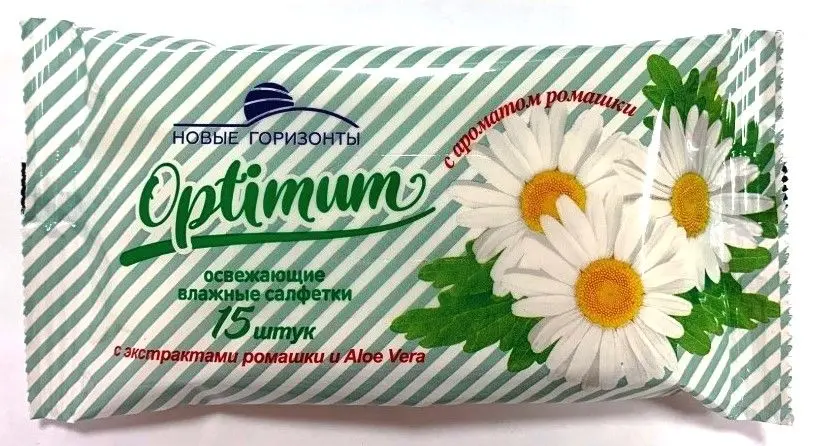 НОВЫЕ ГОРИЗОНТЫ
Optimum
с ароматом ромашки
освежающие
влажные салфетки
15 штук
с экстрактами ромашки и Aloe Vera